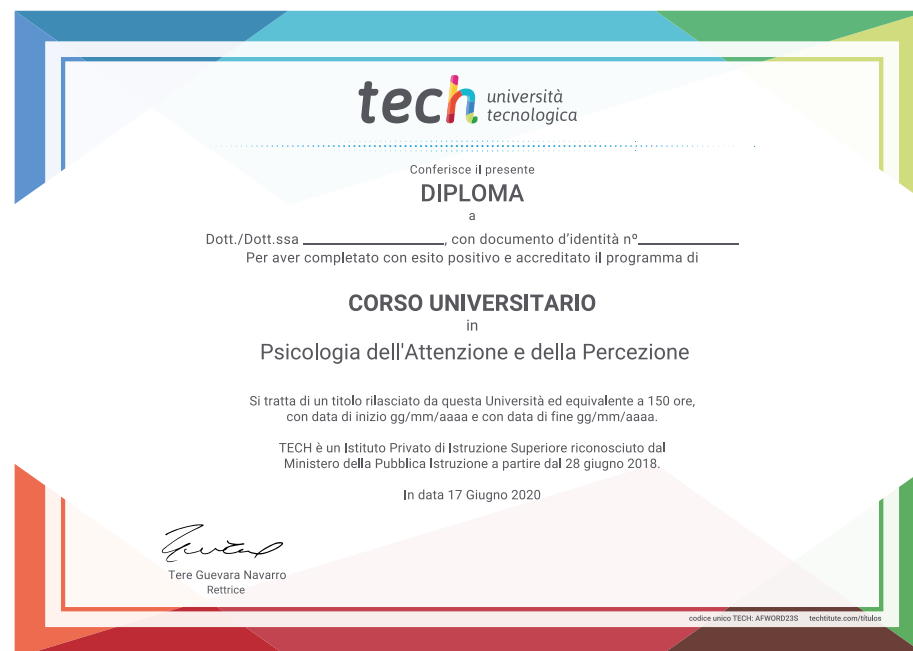 tech università
tecnologica
Conferisce il presente
DIPLOMA
a
Dott./Dott.ssa ____________________, con documento d'identità nº______________
Per aver completato con esito positivo e accreditato il programma di
CORSO UNIVERSITARIO
in
Psicologia dell'Attenzione e della Percezione
Si tratta di un titolo rilasciato da questa Università ed equivalente a 150 ore,
con data di inizio gg/mm/aaaa e con data di fine gg/mm/aaaa.
TECH è un Istituto Privato di Istruzione Superiore riconosciuto dal
Ministero della Pubblica Istruzione a partire dal 28 giugno 2018.
In data 17 Giugno 2020
Tere Guevara Navarro
Rettrice
codice unico TECH: AFWORD23S techtitute.com/títulos